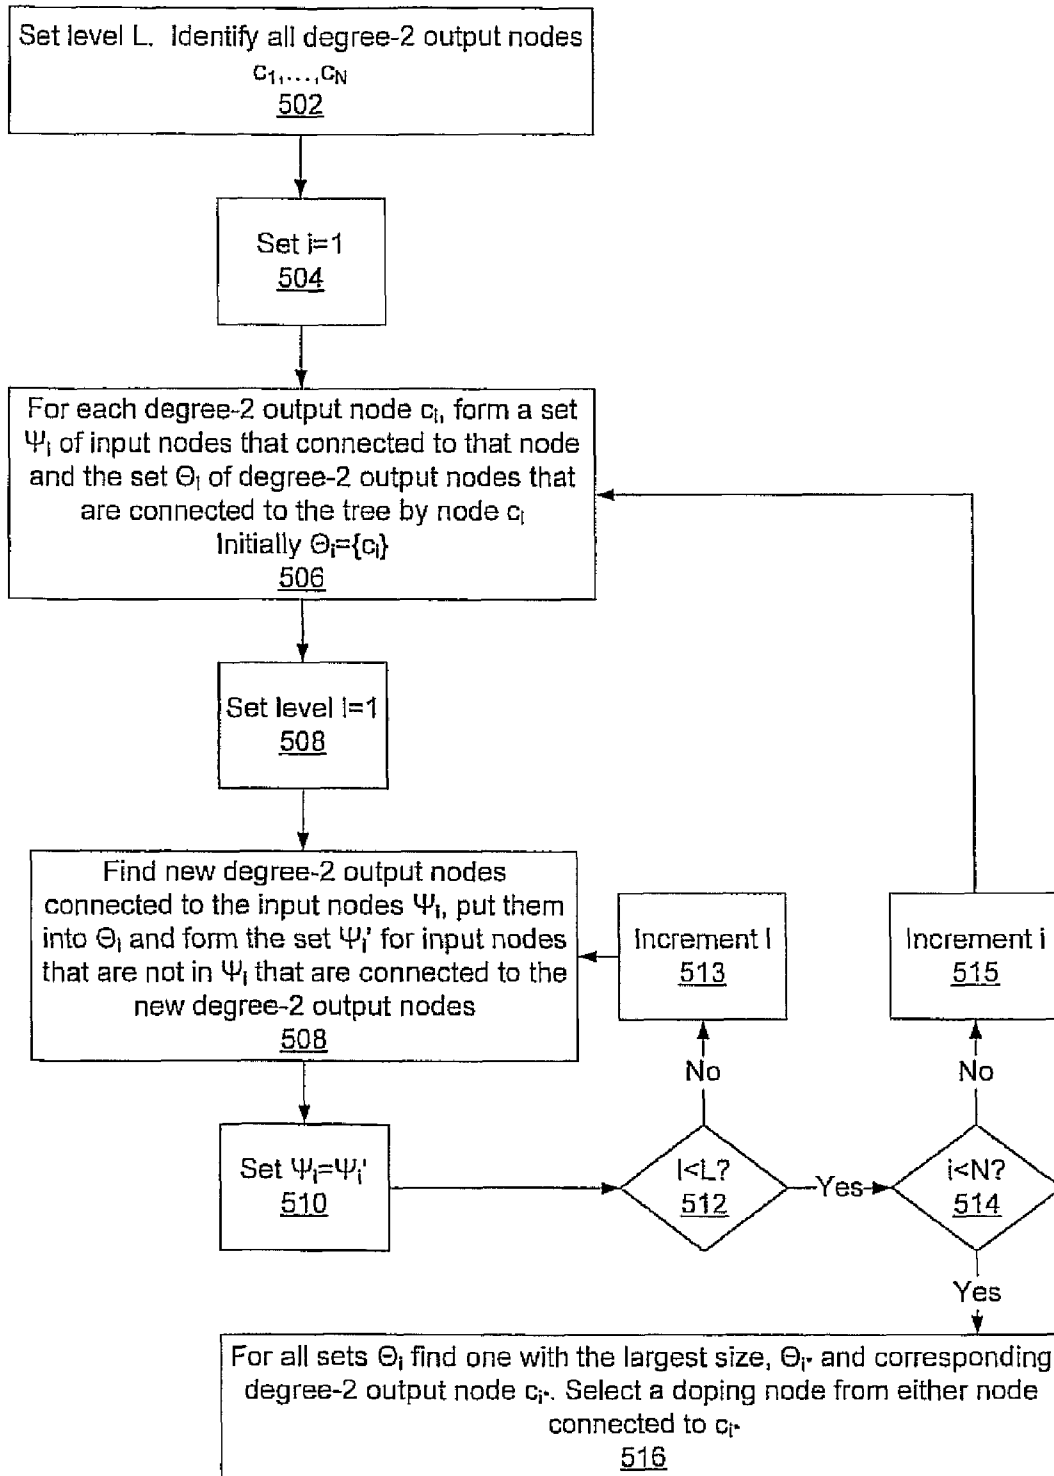 Set level L. Identify all degree-2 output nodes
c₁,...,cN
502
Set i=1
504
For each degree-2 output node cᵢ, form a set
Ψᵢ of input nodes that connected to that node
and the set Θᵢ of degree-2 output nodes that
are connected to the tree by node cᵢ
Initially Θᵢ={cᵢ}
506
Set level l=1
508
Find new degree-2 output nodes
connected to the input nodes Ψᵢ, put them
into Θᵢ and form the set Ψᵢ' for input nodes
that are not in Ψᵢ that are connected to the
new degree-2 output nodes
508
Increment l
513
Increment i
515
No
No
Set Ψᵢ=Ψᵢ'
510
l<L?
512
Yes
i<N?
514
Yes
For all sets Θᵢ find one with the largest size, Θᵢ* and corresponding
degree-2 output node cᵢ*. Select a doping node from either node
connected to cᵢ*
516